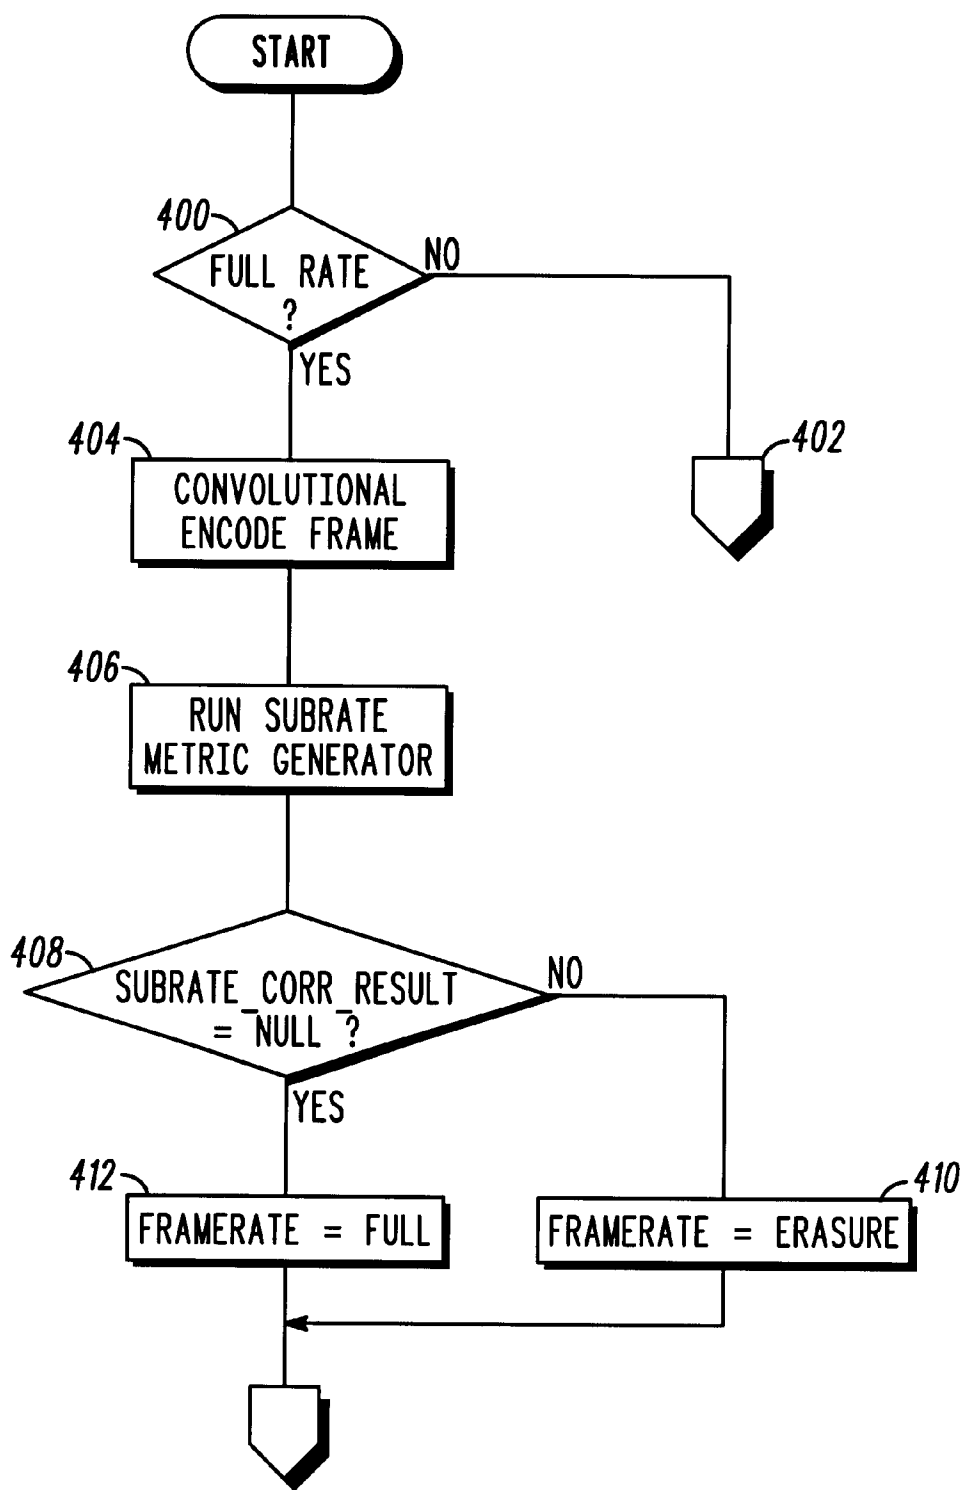 START
400
FULL RATE
?
NO
YES
404
CONVOLUTIONAL
ENCODE FRAME
402
406
RUN SUBRATE
METRIC GENERATOR
408
SUBRATE_CORR_RESULT
= NULL ?
NO
YES
412
FRAMERATE = FULL
410
FRAMERATE = ERASURE